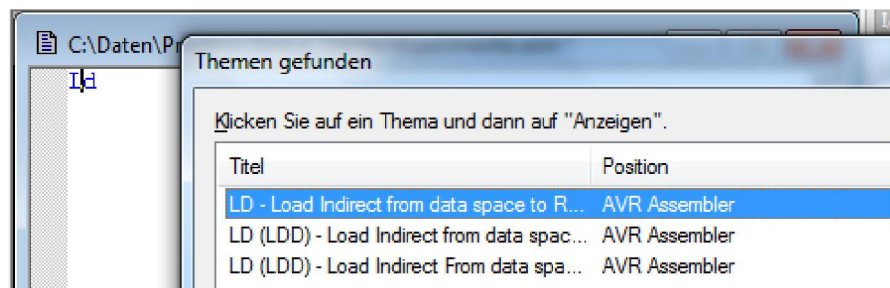 C:\Daten\Pr
ld
Themen gefunden
Klicken Sie auf ein Thema und dann auf "Anzeigen".
Titel Position
LD - Load Indirect from data space to R... AVR Assembler
LD (LDD) - Load Indirect from data spac... AVR Assembler
LD (LDD) - Load Indirect From data spa... AVR Assembler